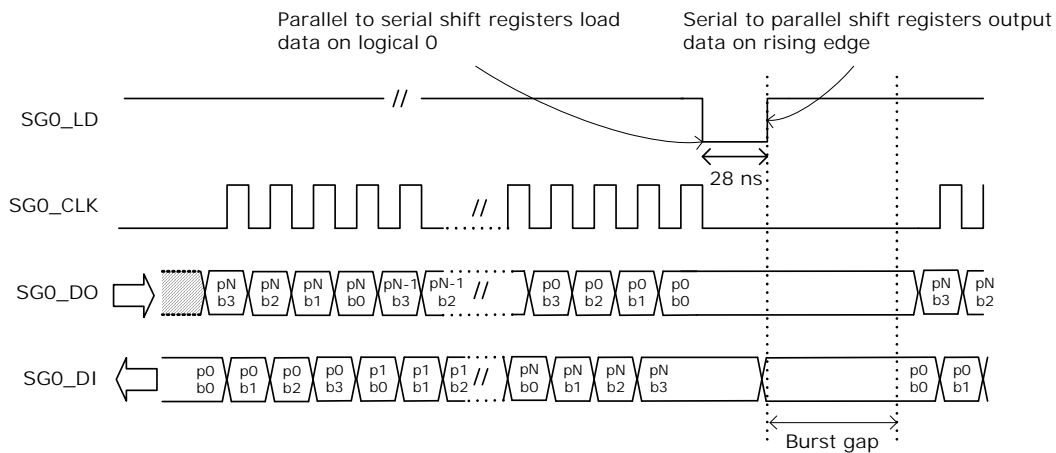 Parallel to serial shift registers load
data on logical 0
Serial to parallel shift registers output
data on rising edge
//
SG0_LD
28 ns
SG0_CLK
//
SG0_DO
pN pN pN pN pN-1 pN-1 // p0 p0 p0 p0 pN pN
b3 b2 b1 b0 b3 b2 b3 b2 b1 b0 b3 b2
SG0_DI
p0 p0 p0 p0 p1 p1 p1 // pN pN pN pN p0 p0
b0 b1 b2 b3 b0 b1 b2 b0 b1 b2 b3 b0 b1
Burst gap